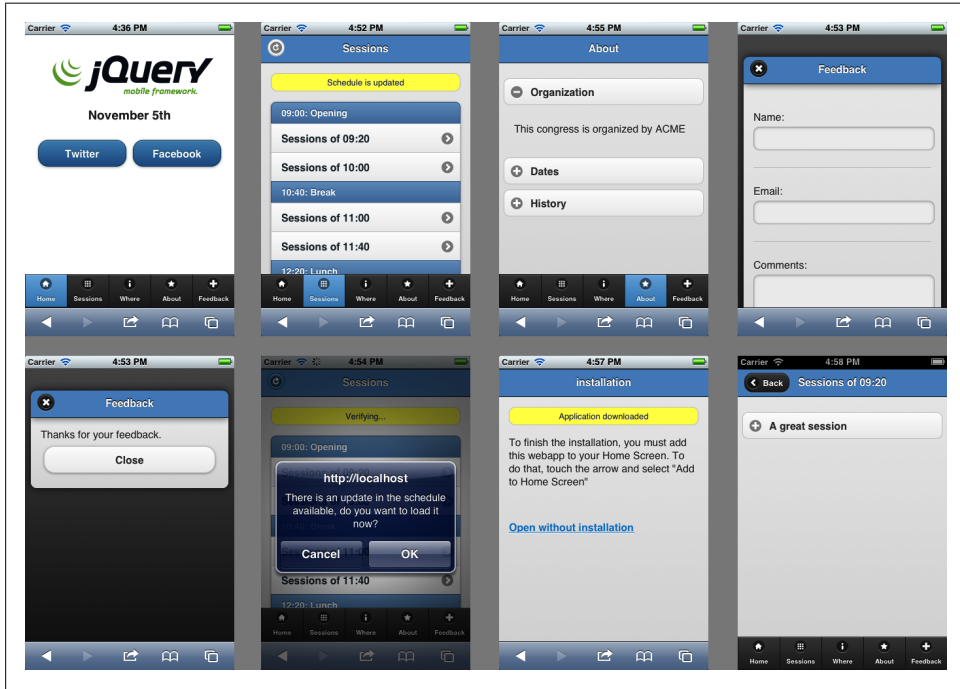 Carrier 4:36 PM
jQuery
mobile framework.
November 5th
Twitter Facebook
Home Sessions Where About Feedback
Carrier 4:52 PM
Sessions
Schedule is updated
09:00: Opening
Sessions of 09:20
Sessions of 10:00
10:40: Break
Sessions of 11:00
Sessions of 11:40
12:20: Lunch
Home Sessions Where About Feedback
Carrier 4:55 PM
About
Organization
This congress is organized by ACME
Dates
History
Home Sessions Where About Feedback
Carrier 4:53 PM
Feedback
Name:
Email:
Comments:
Carrier 4:53 PM
Feedback
Thanks for your feedback.
Close
Carrier 4:54 PM
Sessions
Verifying...
09:00: Opening
http://localhost
There is an update in the schedule
available, do you want to load it
now?
Cancel OK
Sessions of 11:40
12:20: Lunch
Home Sessions Where About Feedback
Carrier 4:57 PM
installation
Application downloaded
To finish the installation, you must add
this webapp to your Home Screen. To
do that, touch the arrow and select "Add
to Home Screen"
Open without installation
Carrier 4:58 PM
Back Sessions of 09:20
A great session
Home Sessions Where About Feedback